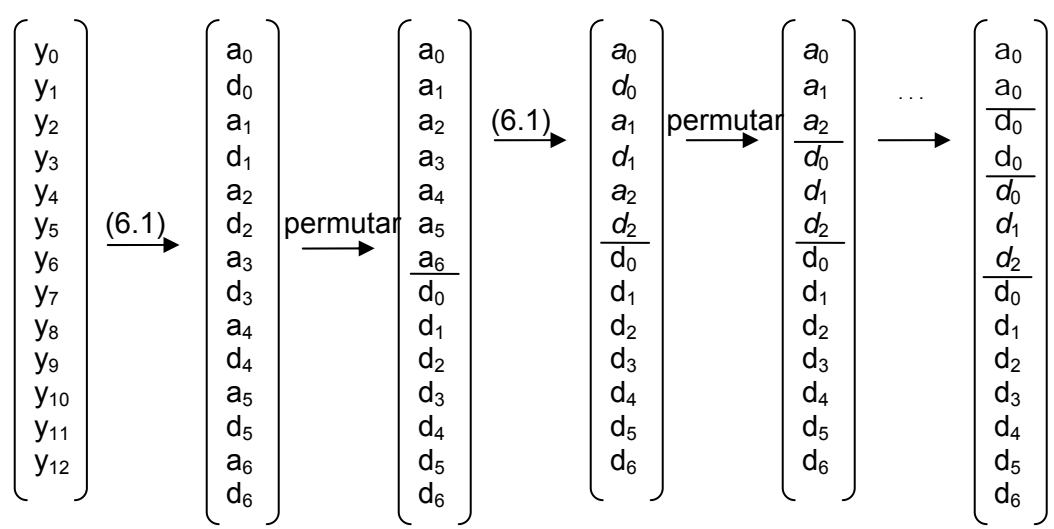 y₀
y₁
y₂
y₃
y₄
y₅
y₆
y₇
y₈
y₉
y₁₀
y₁₁
y₁₂
(6.1)
a₀
d₀
a₁
d₁
a₂
d₂
a₃
d₃
a₄
d₄
a₅
d₅
a₆
d₆
permutar
a₀
a₁
a₂
a₃
a₄
a₅
a₆
d₀
d₁
d₂
d₃
d₄
d₅
d₆
(6.1)
a₀
d₀
a₁
d₁
a₂
d₂
d₀
d₁
d₂
d₃
d₄
d₅
d₆
permutar
a₀
a₁
a₂
d₀
d₁
d₂
d₀
d₁
d₂
d₃
d₄
d₅
d₆
...
a₀
a₀
d₀
d₀
d₀
d₁
d₂
d₀
d₁
d₂
d₃
d₄
d₅
d₆